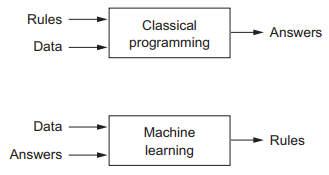 Rules
Data
Classical
programming
Answers
Data
Answers
Machine
learning
Rules